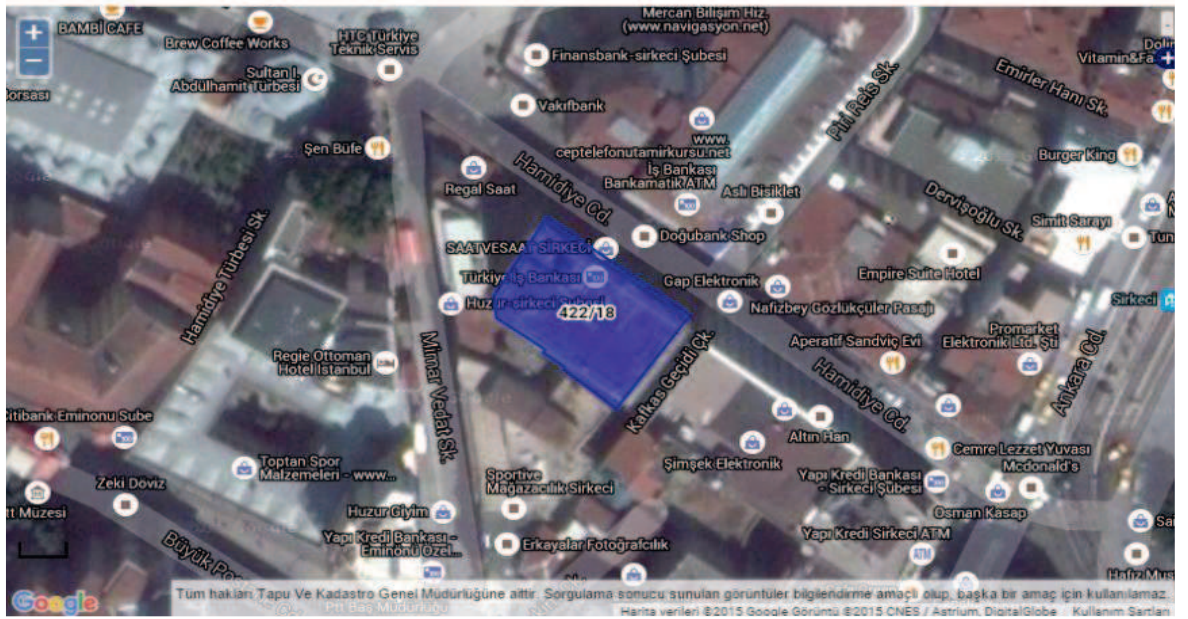 BAMBİ CAFE
Brew Coffee Works
HTC Türkiye
Teknik Servis
Mercan Bilişim Hiz.
(www.navigasyon.net)
Finansbank-sirkeci Şubesi
Sultan I.
Abdülhamit Türbesi
Vakıfbank
Piri Reis Sk.
Emirler Hanı Sk.
Vitamin&Fa
Şen Büfe
www.
ceptelefonutamirkursu.net
İş Bankası
Bankamatik ATM
Aslı Bisiklet
Burger King
Regal Saat
Hamidiye Cd.
Dervişoğlu Sk.
Simit Sarayı
SAATVESAAT SİRKECİ
Doğubank Shop
Türkiye İş Bankası
Gap Elektronik
Empire Suite Hotel
Hamidiye Türbesi Sk.
422/18
Nafizbey Gözlükçüler Pasajı
Sirkeci
Regie Ottoman
Hotel Istanbul
Mimar Vedat Sk.
Kafkas Geçidi Çk.
Aperatif Sandviç Evi
Promarket
Elektronik Ltd. Şti
Ankara Cd.
Hamidiye Cd.
Citibank Eminonu Sube
Altın Han
Toptan Spor
Malzemeleri - www...
Şimşek Elektronik
Cemre Lezzet Yuvası
Mcdonald's
Zeki Döviz
Sportive
Mağazacılık Sirkeci
Yapı Kredi Bankası
- Sirkeci Şubesi
Huzur Giyim
Osman Kasap
Yapı Kredi Bankası -
Eminönü Özel...
Erkayalar Fotoğrafçılık
Yapı Kredi Sirkeci ATM
ATM
Google
Tüm hakları Tapu Ve Kadastro Genel Müdürlüğüne aittir. Sorgulama sonucu sunulan görüntüler bilgilendirme amaçlı olup, başka bir amaç için kullanılamaz.
Ptt Baş Müdürlüğü
Harita verileri ©2015 Google Görüntü ©2015 CNES / Astrium, DigitalGlobe Kullanım Şartları